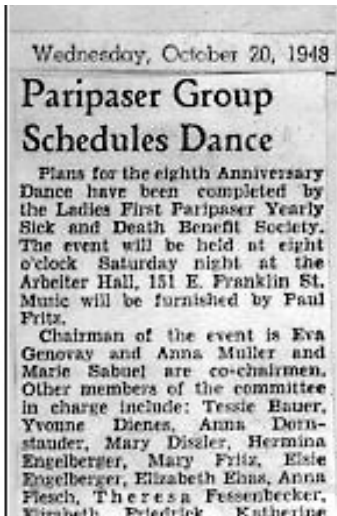 Wednesday, October 20, 1948
Paripaser Group
Schedules Dance
Plans for the eighth Anniversary
Dance have been completed by
the Ladies First Paripaser Yearly
Sick and Death Benefit Society.
The event will be held at eight
o'clock Saturday night at the
Arbeiter Hall, 151 E. Franklin St.
Music will be furnished by Paul
Fritz.
Chairman of the event is Eva
Genovay and Anna Muller and
Marie Sabuel are co-chairmen.
Other members of the committee
in charge include: Tessie Bauer,
Yvonne Dienes, Anna Dorn-
stauder, Mary Diszler, Hermina
Engelberger, Mary Fritz, Elsie
Engelberger, Elizabeth Ehas, Anna
Flesch, Theresa Fessenbecker,
Elizabeth Friedrick, Katherine